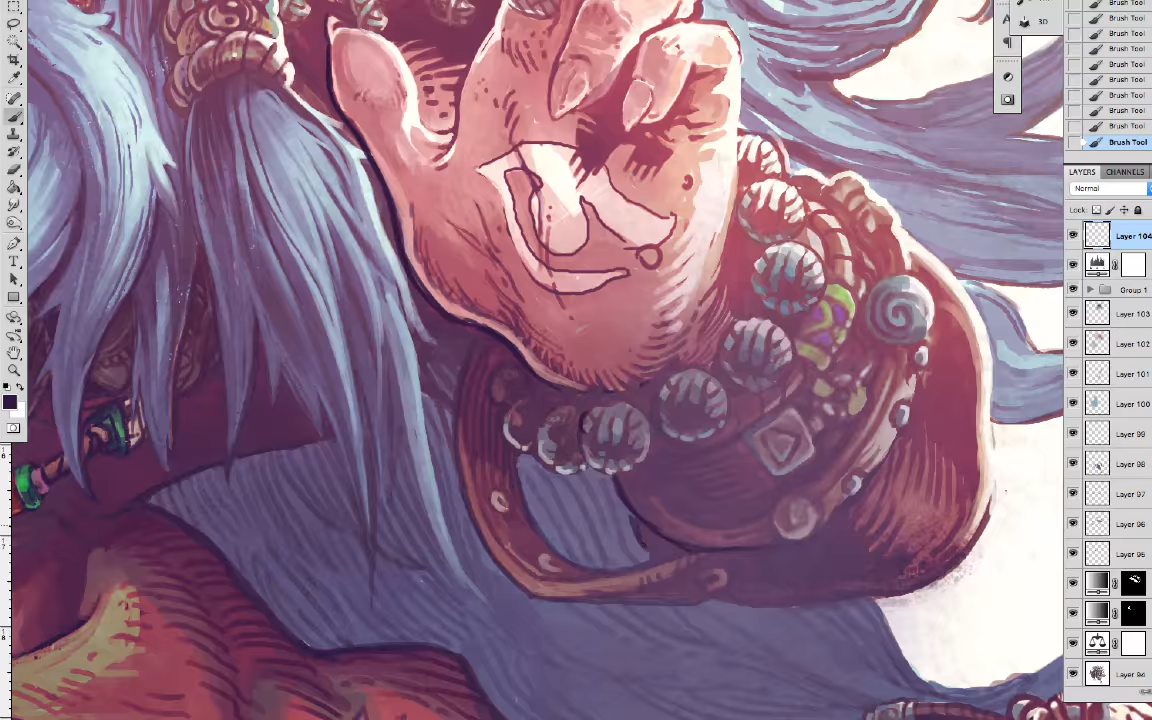 3D
Brush Tool
Brush Tool
Brush Tool
Brush Tool
Brush Tool
Brush Tool
Brush Tool
Brush Tool
Brush Tool
Brush Tool
LAYERS CHANNELS
Normal
Lock:
Layer 104
Group 1
Layer 103
Layer 102
Layer 101
Layer 100
Layer 99
Layer 98
Layer 97
Layer 96
Layer 95
Layer 94